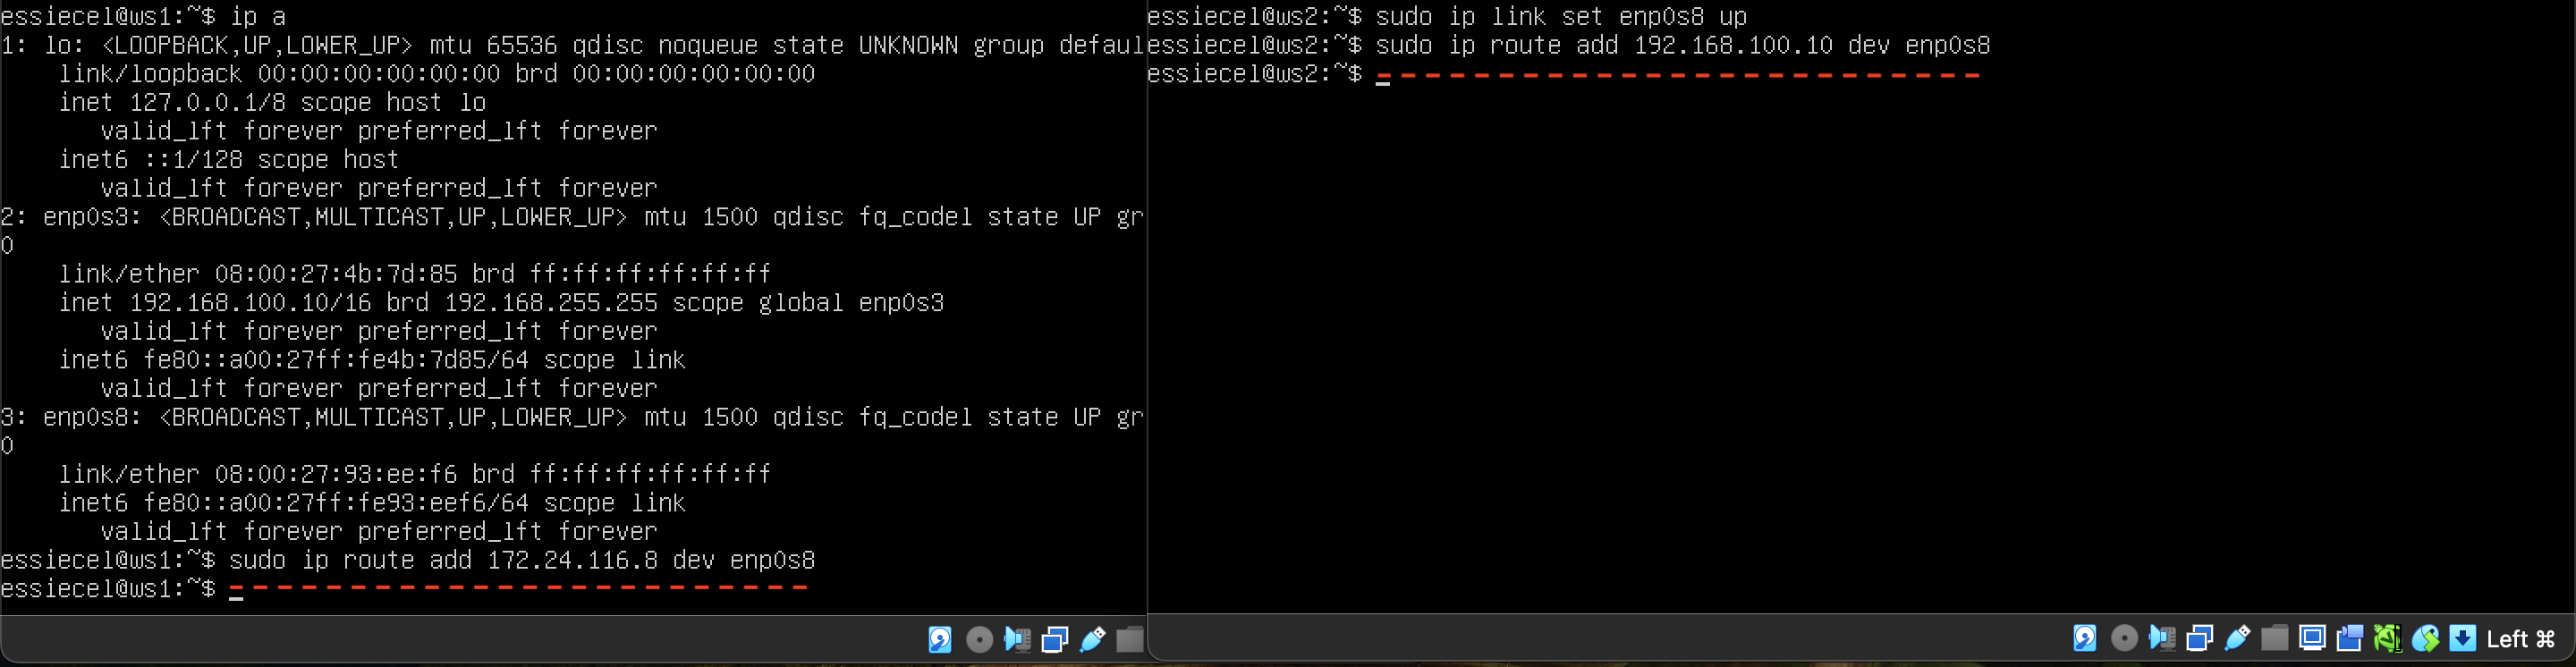 essiecel@ws1:~$ ip a
1: lo: <LOOPBACK,UP,LOWER_UP> mtu 65536 qdisc noqueue state UNKNOWN group defaul
link/loopback 00:00:00:00:00:00 brd 00:00:00:00:00:00
inet 127.0.0.1/8 scope host lo
valid_lft forever preferred_lft forever
inet6 ::1/128 scope host
valid_lft forever preferred_lft forever
2: enp0s3: <BROADCAST,MULTICAST,UP,LOWER_UP> mtu 1500 qdisc fq_codel state UP gr
0
link/ether 08:00:27:4b:7d:85 brd ff:ff:ff:ff:ff:ff
inet 192.168.100.10/16 brd 192.168.255.255 scope global enp0s3
valid_lft forever preferred_lft forever
inet6 fe80::a00:27ff:fe4b:7d85/64 scope link
valid_lft forever preferred_lft forever
3: enp0s8: <BROADCAST,MULTICAST,UP,LOWER_UP> mtu 1500 qdisc fq_codel state UP gr
0
link/ether 08:00:27:93:ee:f6 brd ff:ff:ff:ff:ff:ff
inet6 fe80::a00:27ff:fe93:eef6/64 scope link
valid_lft forever preferred_lft forever
essiecel@ws1:~$ sudo ip route add 172.24.116.8 dev enp0s8
essiecel@ws1:~$ _
essiecel@ws2:~$ sudo ip link set enp0s8 up
essiecel@ws2:~$ sudo ip route add 192.168.100.10 dev enp0s8
essiecel@ws2:~$ _
Left ⌘